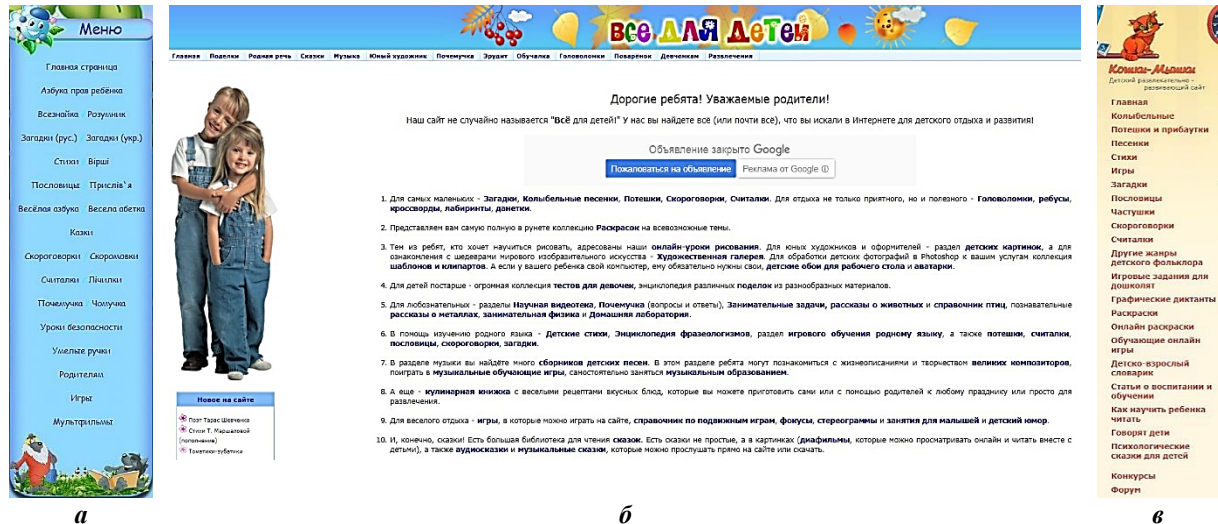 Меню
Главная страница
Азбука прав ребёнка
Всезнайка Розумник
Загадки (рус.) Загадки (укр.)
Стихи Вірші
Пословицы Прислів'я
Весёлая азбука Весела абетка
Казки
Скороговорки Скоромовки
Считалки Лічилки
Почемучка Чомучка
Уроки безопасности
Умелые ручки
Родителям
Игры
Мультфильмы
а
ВСЕ ДЛЯ ДЕТЕЙ
Главная Поделки Родная речь Сказки Музыка Юный художник Почемучка Эрудит Обучалка Головоломки Поварёнок Девчонкам Развлечения
Дорогие ребята! Уважаемые родители!
Наш сайт не случайно называется "Всё для детей!" У нас вы найдете все (или почти всё), что вы искали в Интернете для детского отдыха и развития!
Объявление закрыто Google
Пожаловаться на объявление Реклама от Google
1. Для самых маленьких - Загадки, Колыбельные песенки, Потешки, Скороговорки, Считалки. Для отдыха не только приятного, но и полезного - Головоломки, ребусы,
кроссворды, лабиринты, данетки.
2. Представляем вам самую полную в рунете коллекцию Раскрасок на всевозможные темы.
3. Тем из ребят, кто хочет научиться рисовать, адресованы наши онлайн-уроки рисования. Для юных художников и оформителей - раздел детских картинок, а для
ознакомления с шедеврами мирового изобразительного искусства - Художественная галерея. Для обработки детских фотографий в Photoshop к вашим услугам коллекция
шаблонов и клипартов. А если у вашего ребенка свой компьютер, ему обязательно нужны свои, детские обои для рабочего стола и аватарки.
4. Для детей постарше - огромная коллекция тестов для девочек, энциклопедия различных поделок из разнообразных материалов.
5. Для любознательных - разделы Научная видеотека, Почемучка (вопросы и ответы), Занимательные задачи, рассказы о животных и справочник птиц, познавательные
рассказы о металлах, занимательная физика и Домашняя лаборатория.
6. В помощь изучению родного языка - Детские стихи, Энциклопедия фразеологизмов, раздел игрового обучения родному языку, а также потешки, считалки,
пословицы, скороговорки, загадки.
7. В разделе музыки вы найдёте много сборников детских песен. В этом разделе ребята могут познакомиться с жизнеописаниями и творчеством великих композиторов,
поиграть в музыкальные обучающие игры, самостоятельно заняться музыкальным образованием.
8. А еще - кулинарная книжка с веселыми рецептами вкусных блюд, которые вы можете приготовить сами или с помощью родителей к любому празднику или просто для
развлечения.
9. Для веселого отдыха - игры, в которые можно играть на сайте, справочник по подвижным играм, фокусы, стереограммы и занятия для малышей и детский юмор.
10. И, конечно, сказки! Есть большая библиотека для чтения сказок. Есть сказки не простые, а в картинках (диафильмы, которые можно просматривать онлайн и читать вместе с
детьми), а также аудиосказки и музыкальные сказки, которые можно прослушать прямо на сайте или скачать.
Новое на сайте
Поэт Тарас Шевченко
Стихи Т. Маршаловой
(пополнение)
Томатики-зубатики
б
Кошки-Мышки
Детский развлекательно -
развивающий сайт
Главная
Колыбельные
Потешки и прибаутки
Песенки
Стихи
Игры
Загадки
Пословицы
Частушки
Скороговорки
Считалки
Другие жанры
детского фольклора
Игровые задания для
дошколят
Графические диктанты
Раскраски
Онлайн раскраски
Обучающие онлайн
игры
Детско-взрослый
словарик
Статьи о воспитании и
обучении
Как научить ребенка
читать
Говорят дети
Психологические
сказки для детей
Конкурсы
Форум
в